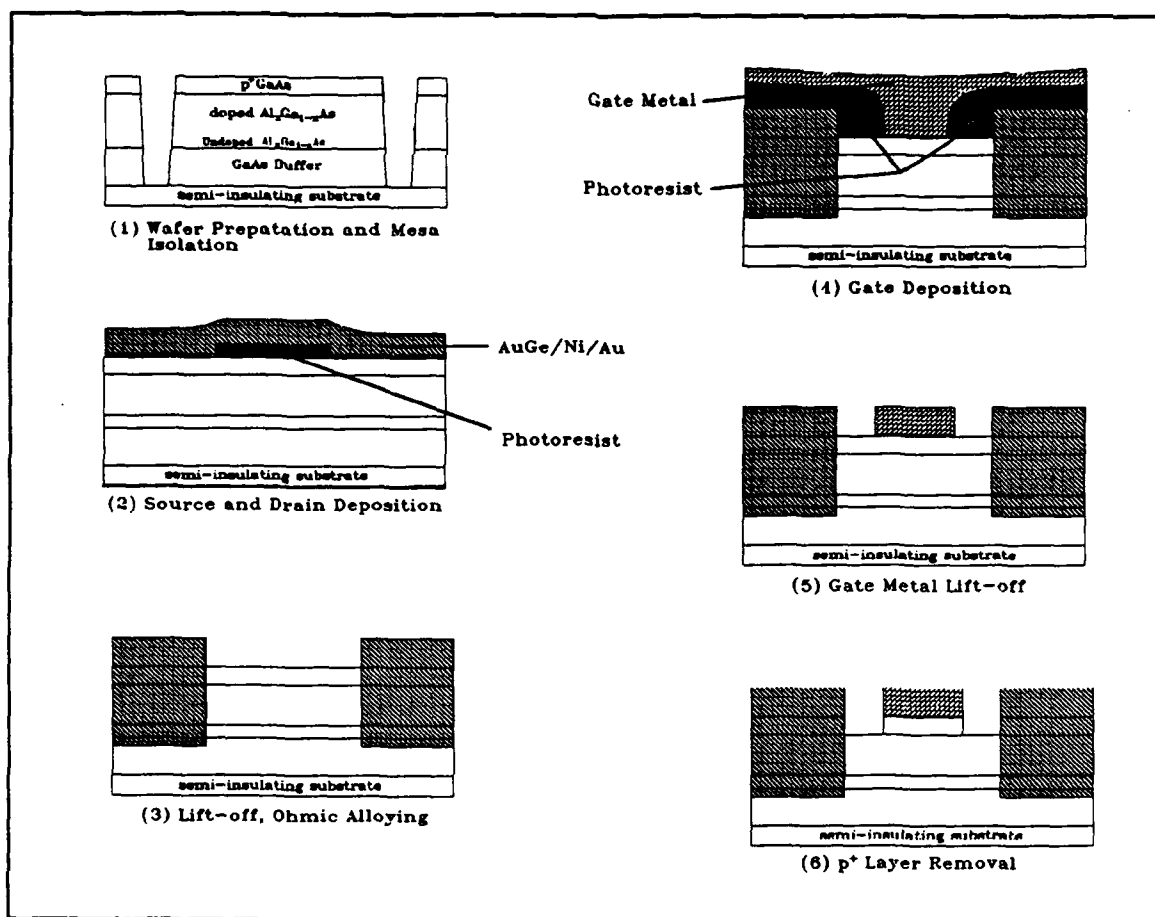 p⁺ GaAs
doped AlₓGa₁₋ₓAs
Undoped AlₓGa₁₋ₓAs
GaAs Duffer
semi-insulating substrate
(1) Wafer Prepatation and Mesa
Isolation
AuGe/Ni/Au
Photoresist
semi-insulating substrate
(2) Source and Drain Deposition
semi-insulating substrate
(3) Lift-off, Ohmic Alloying
Gate Metal
Photoresist
semi-insulating substrate
(4) Gate Deposition
semi-insulating substrate
(5) Gate Metal Lift-off
semi-insulating substrate
(6) p⁺ Layer Removal